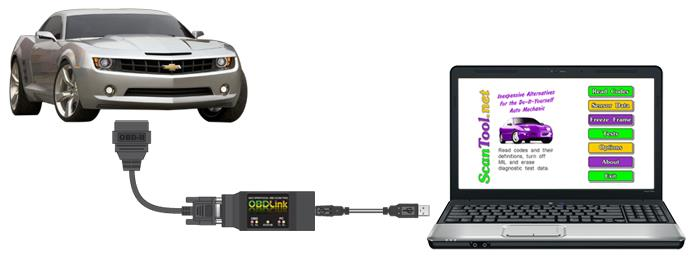 OBD-II
OBDLink
ScanTool.net
Inexpensive Alternatives
for the Do-It-Yourself
Auto Mechanic
Read codes and their
definitions, turn off
MIL and erase
diagnostic test data.
Read Codes
Sensor Data
Freeze Frame
Tests
Options
About
Exit